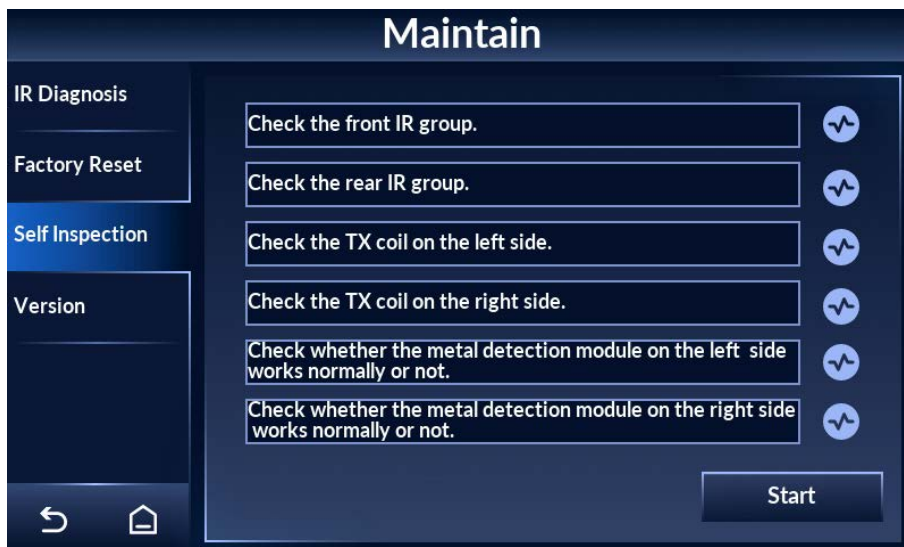 Maintain
IR Diagnosis
Factory Reset
Self Inspection
Version
Check the front IR group.
Check the rear IR group.
Check the TX coil on the left side.
Check the TX coil on the right side.
Check whether the metal detection module on the left side
works normally or not.
Check whether the metal detection module on the right side
works normally or not.
Start